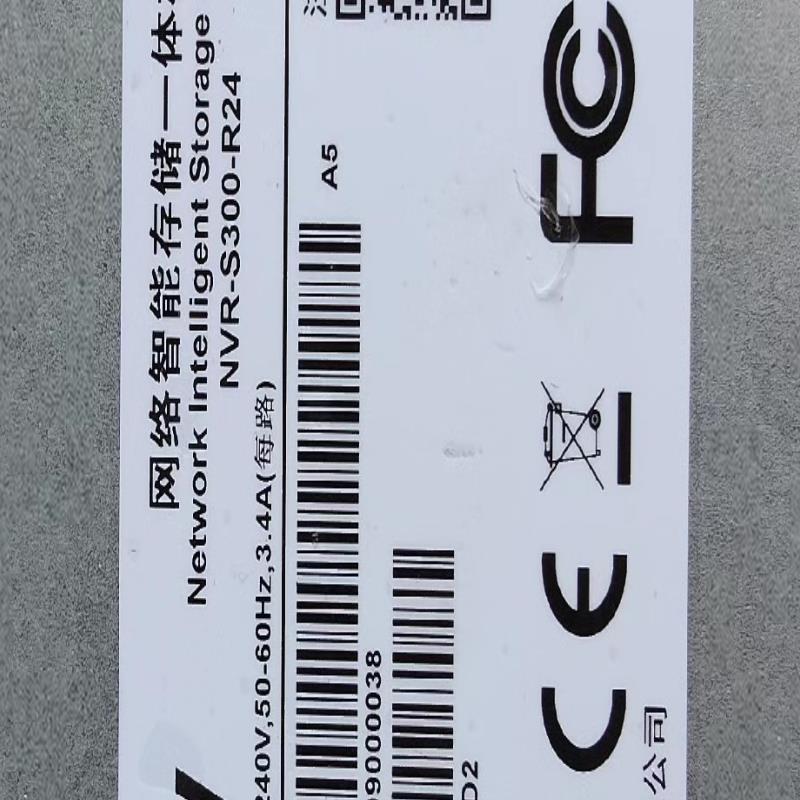 网络智能存储一体
Network Intelligent Storage
NVR-S300-R24
240V,50-60Hz,3.4A(每路)
A5
9000038
D2
FC
CE
公司